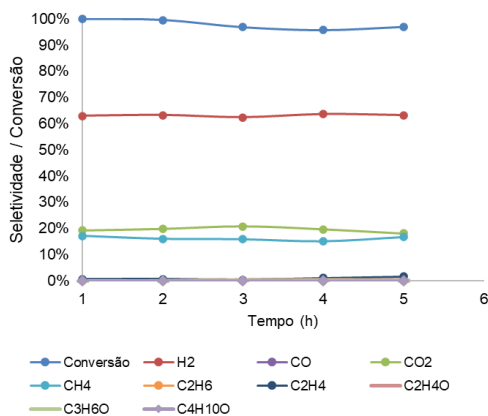 100%
90%
80%
70%
60%
50%
40%
30%
20%
10%
0%
Seletividade / Conversão
1 2 3 4 5 6
Tempo (h)
Conversão H2 CO CO2
CH4 C2H6 C2H4 C2H4O
C3H6O C4H10O